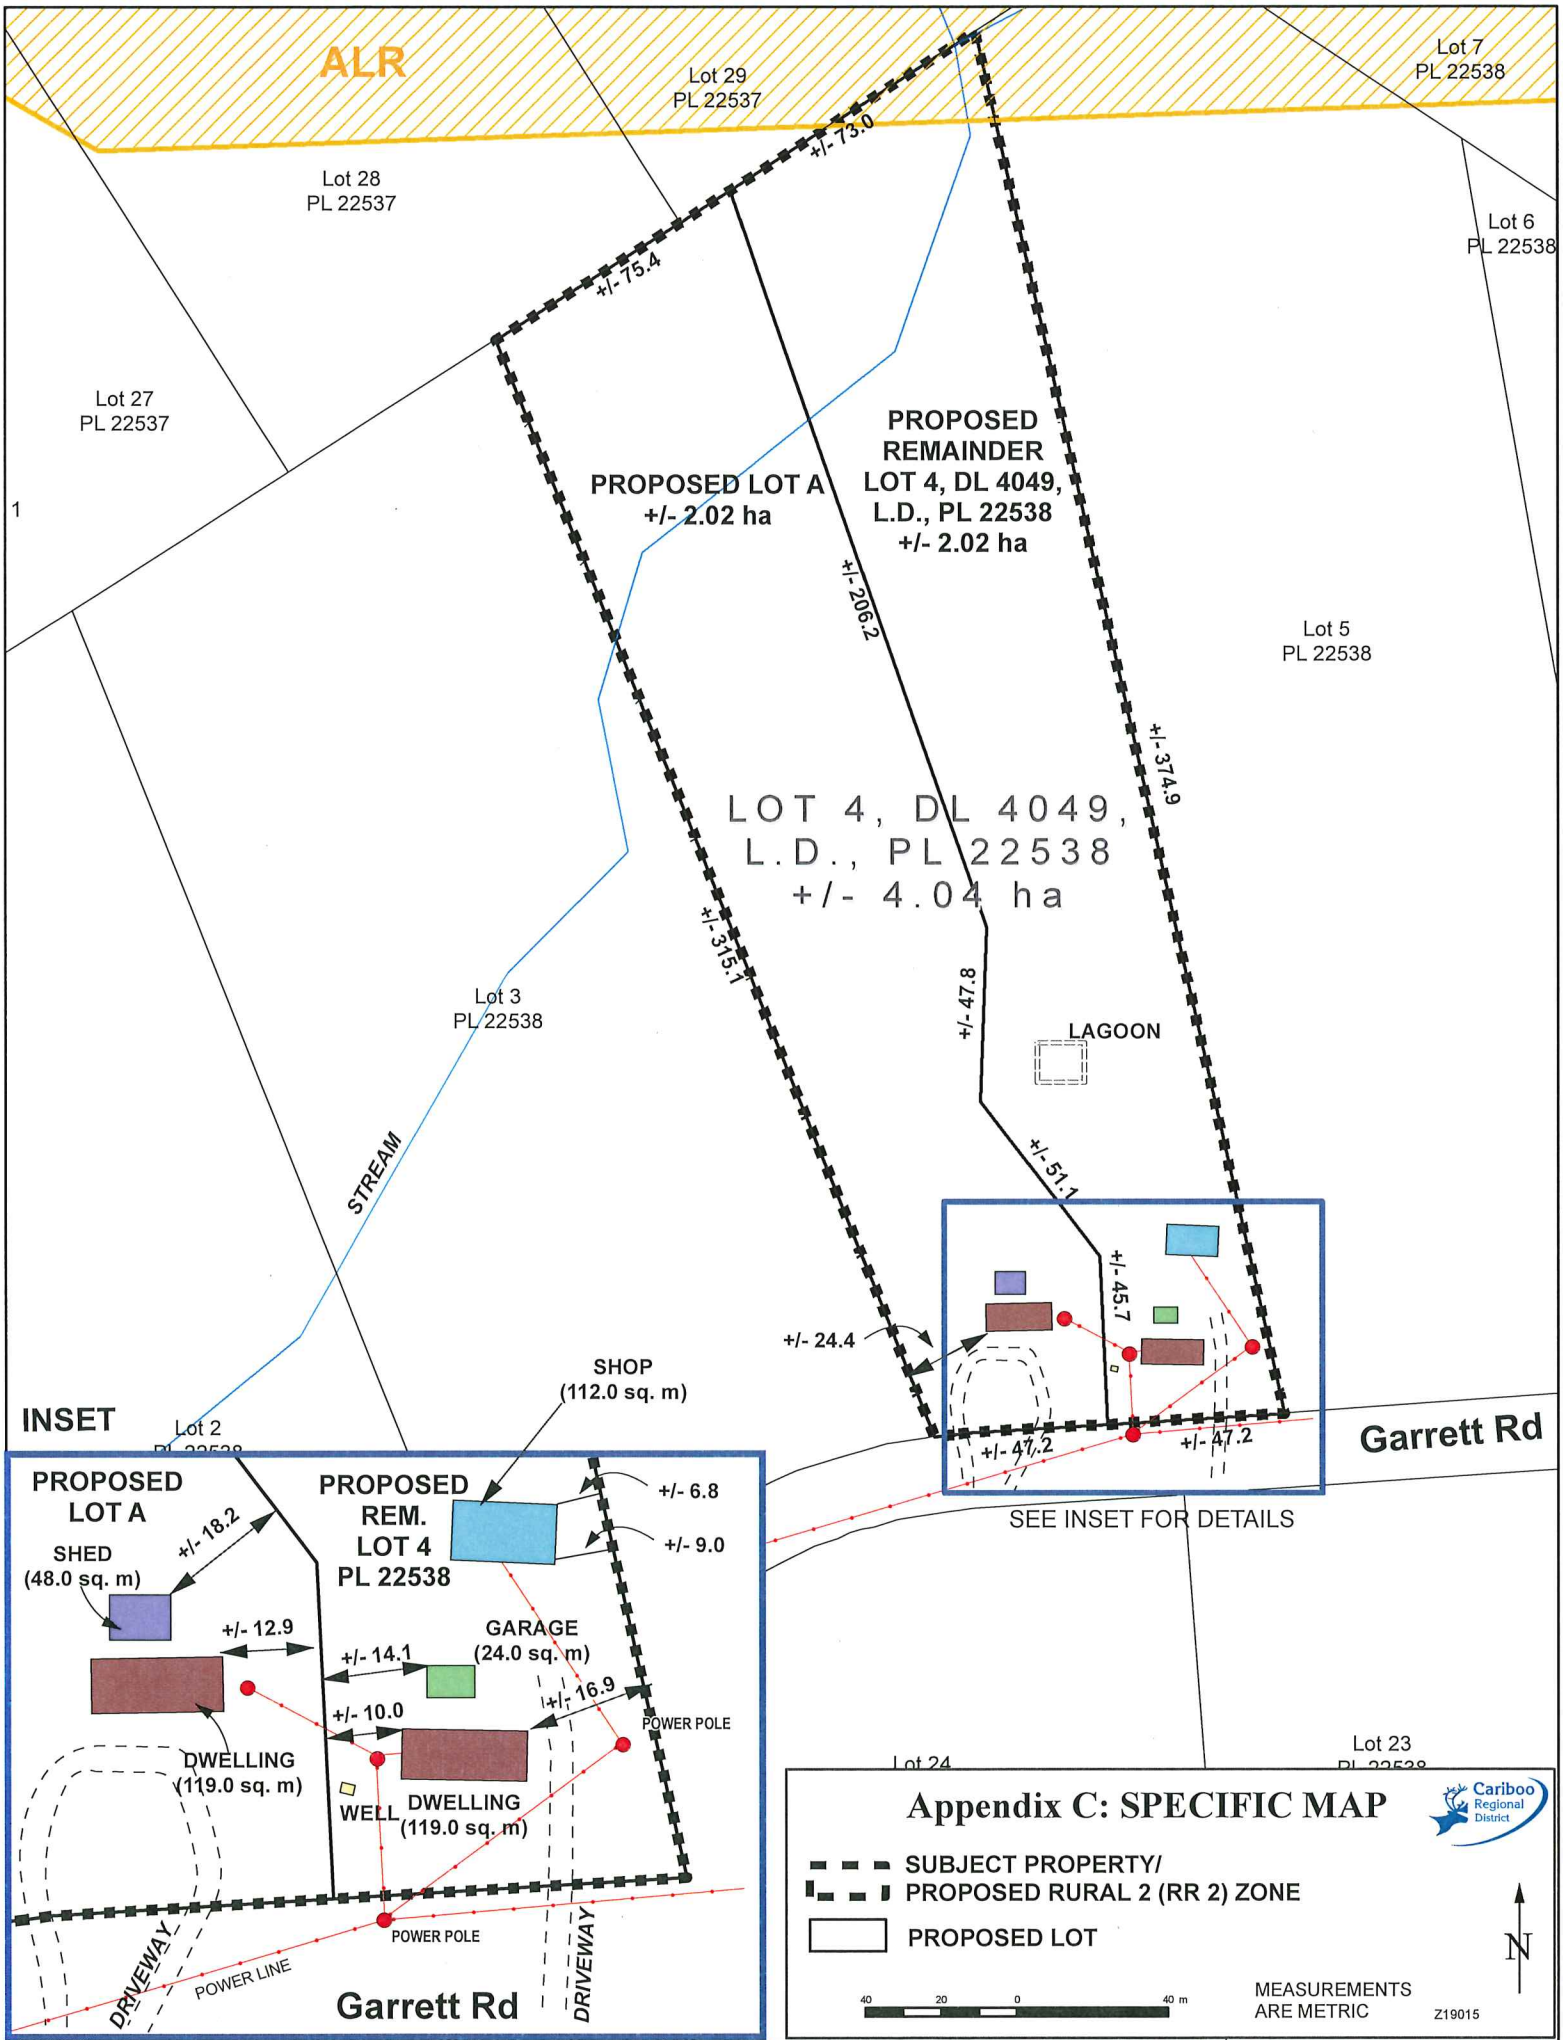 ALR
Lot 29
PL 22537
Lot 7
PL 22538
+/- 73.0
Lot 28
PL 22537
Lot 6
PL 22538
+/- 75.4
Lot 27
PL 22537
PROPOSED
REMAINDER
LOT 4, DL 4049,
L.D., PL 22538
+/- 2.02 ha
PROPOSED LOT A
+/- 2.02 ha
1
+/- 206.2
Lot 5
PL 22538
+/- 374.9
LOT 4, DL 4049,
L.D., PL 22538
+/- 4.04 ha
+/- 315.1
+/- 47.8
Lot 3
PL 22538
LAGOON
STREAM
+/- 51.1
+/- 45.7
+/- 24.4
SHOP
(112.0 sq. m)
INSET
Lot 2
PL 22538
+/- 47.2
+/- 47.2
Garrett Rd
SEE INSET FOR DETAILS
PROPOSED
LOT A
PROPOSED
REM.
LOT 4
PL 22538
+/- 6.8
+/- 9.0
+/- 18.2
SHED
(48.0 sq. m)
+/- 12.9
GARAGE
(24.0 sq. m)
+/- 14.1
+/- 16.9
+/- 10.0
POWER POLE
DWELLING
(119.0 sq. m)
WELL
DWELLING
(119.0 sq. m)
POWER POLE
DRIVEWAY
POWER LINE
DRIVEWAY
Garrett Rd
Lot 24
Lot 23
PL 22538
Appendix C: SPECIFIC MAP
Cariboo
Regional
District
SUBJECT PROPERTY/
PROPOSED RURAL 2 (RR 2) ZONE
PROPOSED LOT
N
40 20 0 40 m
MEASUREMENTS
ARE METRIC
Z19015